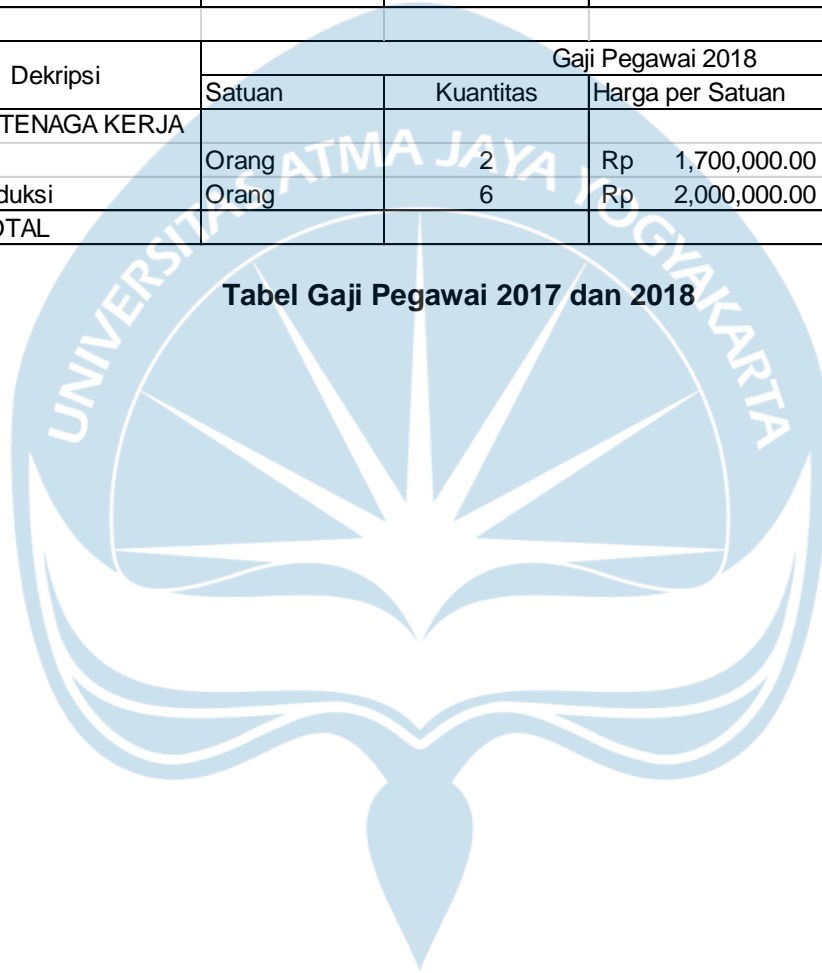 Gaji Pegawai 2018
Dekripsi
Satuan Kuantitas Harga per Satuan
TENAGA KERJA
Orang 2 Rp 1,700,000.00
duksi Orang 6 Rp 2,000,000.00
OTAL
UNIVERSITAS ATMA JAYA YOGYAKARTA
Tabel Gaji Pegawai 2017 dan 2018